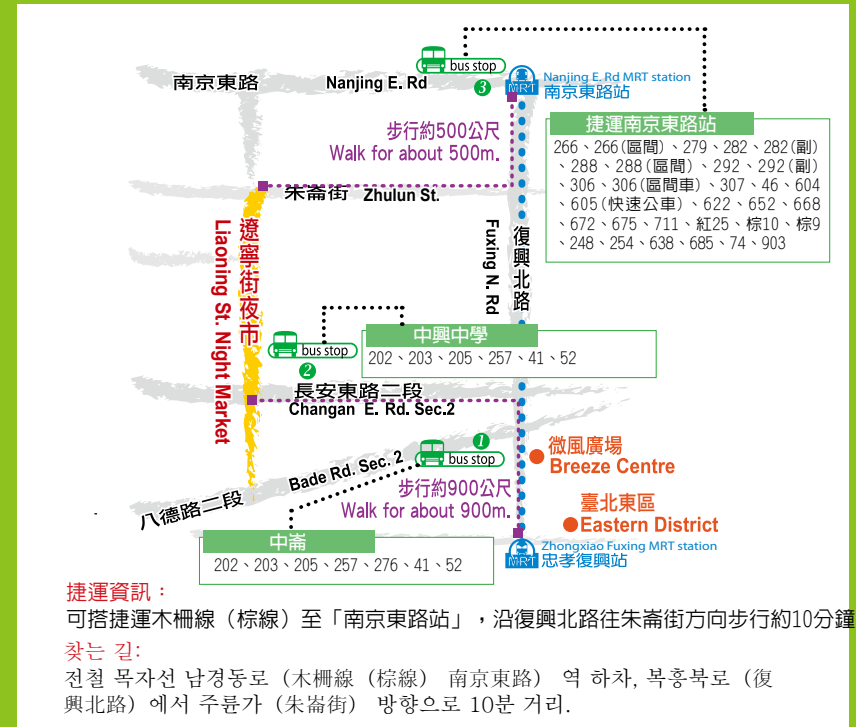 bus stop
南京東路
Nanjing E. Rd
3
MRT
Nanjing E. Rd MRT station
南京東路站
步行約500公尺
Walk for about 500m.
捷運南京東路站
266、266(區間)、279、282、282(副)
、288、288(區間)、292、292(副)
、306、306(區間車)、307、46、604
、605(快速公車)、622、652、668
、672、675、711、紅25、棕10、棕9
、248、254、638、685、74、903
朱崙街 Zhulun St.
遼寧街夜市
Liaoning St. Night Market
復興北路
Fuxing N. Rd
中興中學
202、203、205、257、41、52
bus stop
2
長安東路二段
Changan E. Rd. Sec.2
1
bus stop
Bade Rd. Sec. 2
八德路二段
微風廣場
Breeze Centre
步行約900公尺
Walk for about 900m.
臺北東區
Eastern District
中崙
202、203、205、257、276、41、52
MRT
Zhongxiao Fuxing MRT station
忠孝復興站
捷運資訊：
可搭捷運木柵線（棕線）至「南京東路站」，沿復興北路往朱崙街方向步行約10分鐘
찾는 길:
전철 목자선 남경동로（木柵線（棕線） 南京東路） 역 하차, 복흥북로（復
興北路）에서 주륜가（朱崙街） 방향으로 10분 거리.